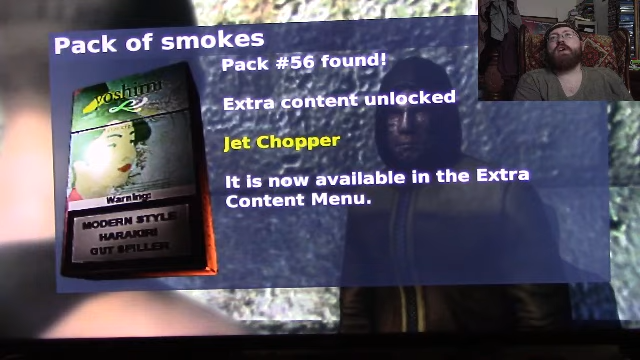 Pack of smokes
Pack #56 found!
Extra content unlocked
Jet Chopper
It is now available in the Extra
Content Menu.
yoshimi
Warning:
MODERN STYLE
HARAKIRI
GUT SPILLER